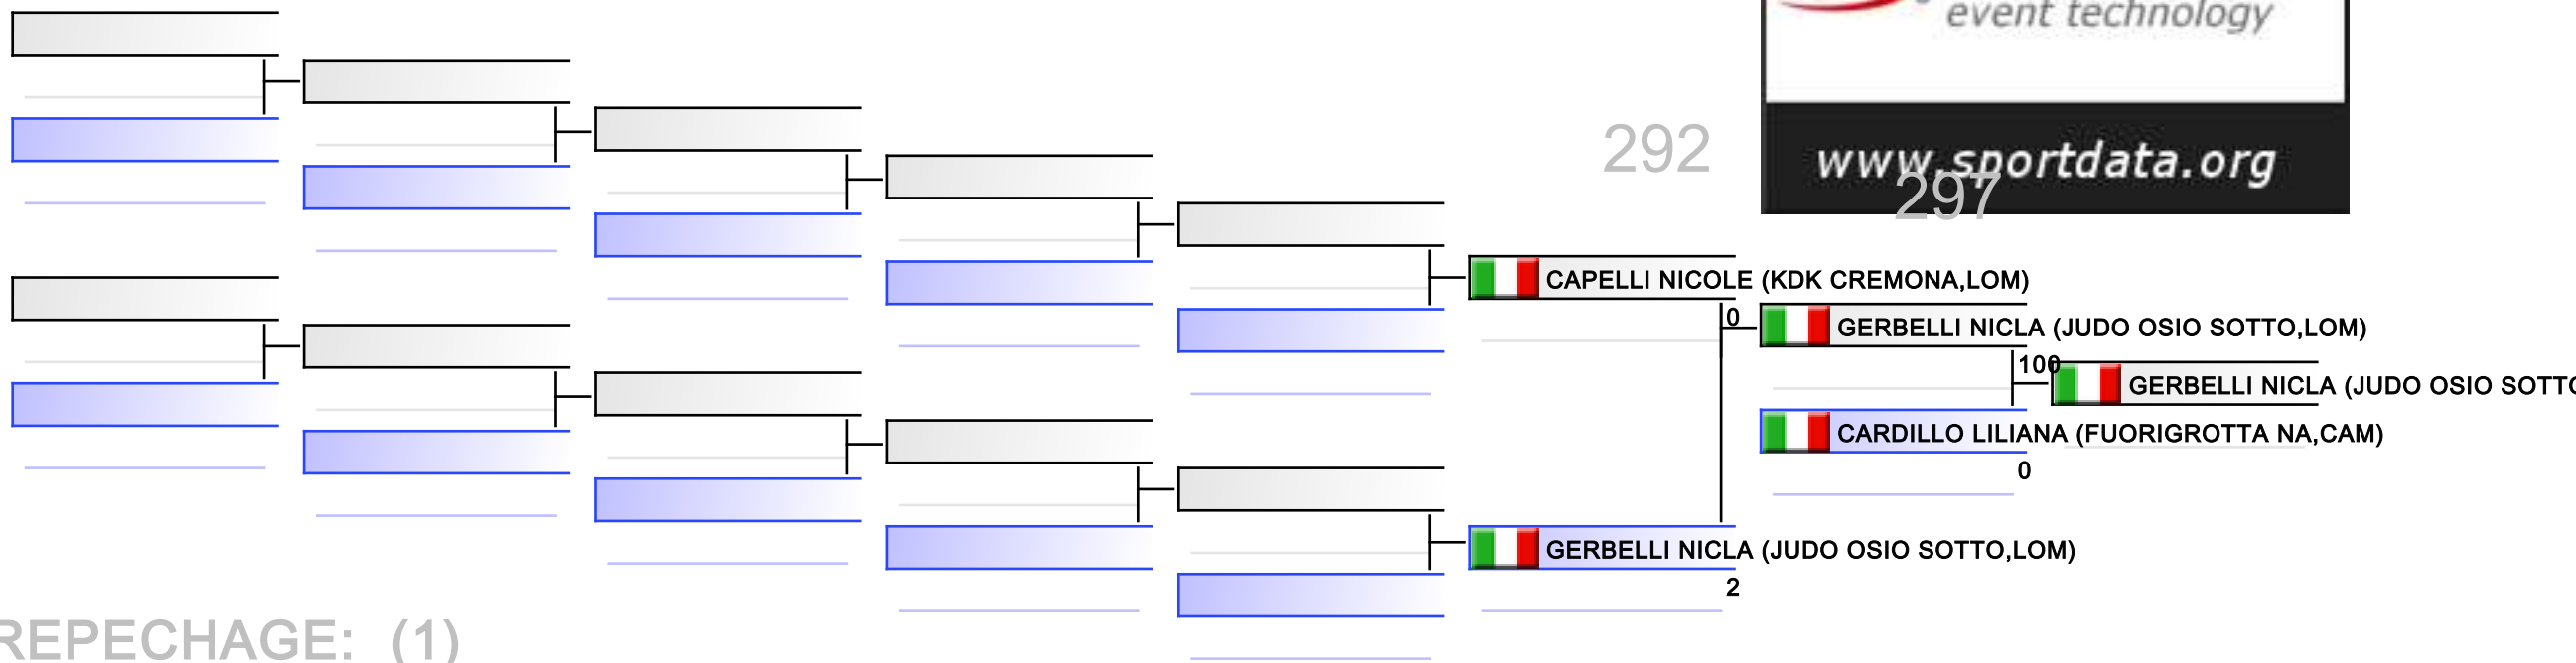 event technology
www.sportdata.org
292
297
CAPELLI NICOLE (KDK CREMONA,LOM)
0
GERBELLI NICLA (JUDO OSIO SOTTO,LOM)
100
GERBELLI NICLA (JUDO OSIO SOTTO
CARDILLO LILIANA (FUORIGROTTA NA,CAM)
0
GERBELLI NICLA (JUDO OSIO SOTTO,LOM)
2
REPECHAGE: (1)